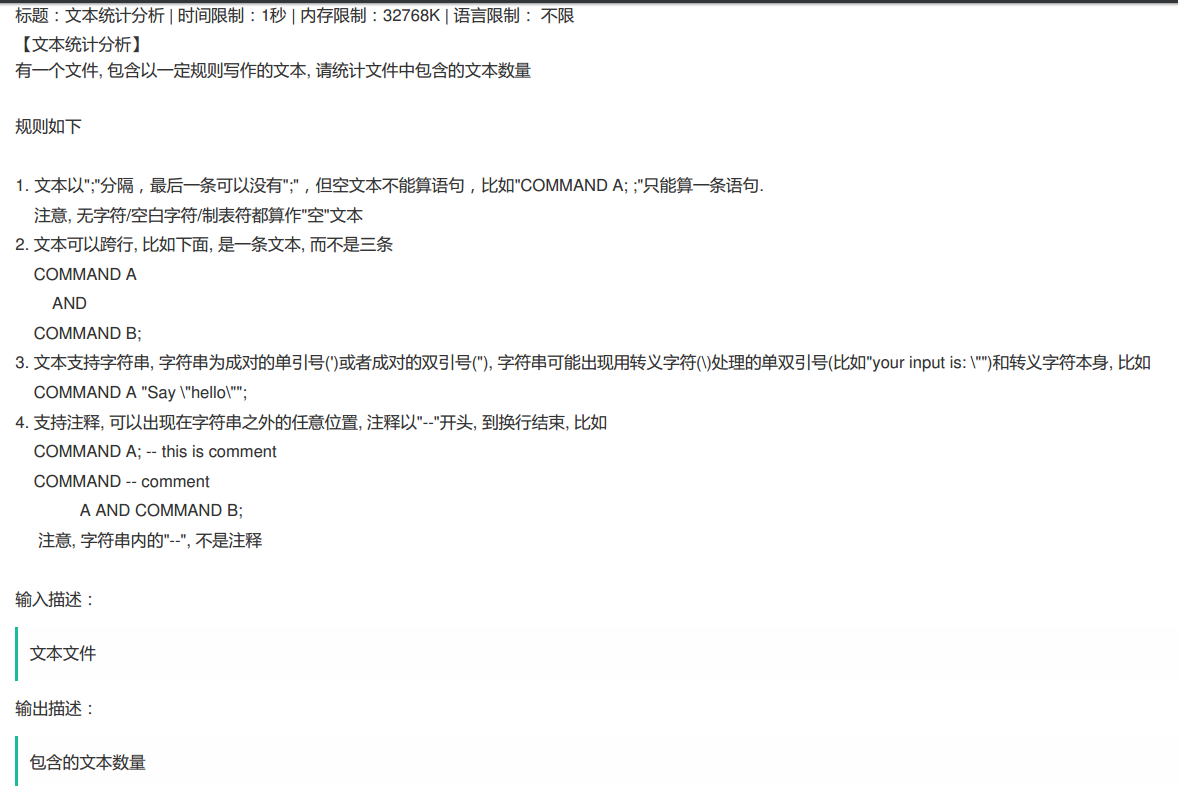 标题：文本统计分析 | 时间限制：1秒 | 内存限制：32768K | 语言限制： 不限
【文本统计分析】
有一个文件, 包含以一定规则写作的文本, 请统计文件中包含的文本数量
规则如下
1. 文本以";"分隔，最后一条可以没有";"，但空文本不能算语句，比如"COMMAND A; ;"只能算一条语句.
注意, 无字符/空白字符/制表符都算作"空"文本
2. 文本可以跨行, 比如下面, 是一条文本, 而不是三条
COMMAND A
AND
COMMAND B;
3. 文本支持字符串, 字符串为成对的单引号(')或者成对的双引号("), 字符串可能出现用转义字符(\)处理的单双引号(比如"your input is: \"")和转义字符本身, 比如
COMMAND A "Say \"hello\"";
4. 支持注释, 可以出现在字符串之外的任意位置, 注释以"--"开头, 到换行结束, 比如
COMMAND A; -- this is comment
COMMAND -- comment
A AND COMMAND B;
注意, 字符串内的"--", 不是注释
输入描述：
文本文件
输出描述：
包含的文本数量